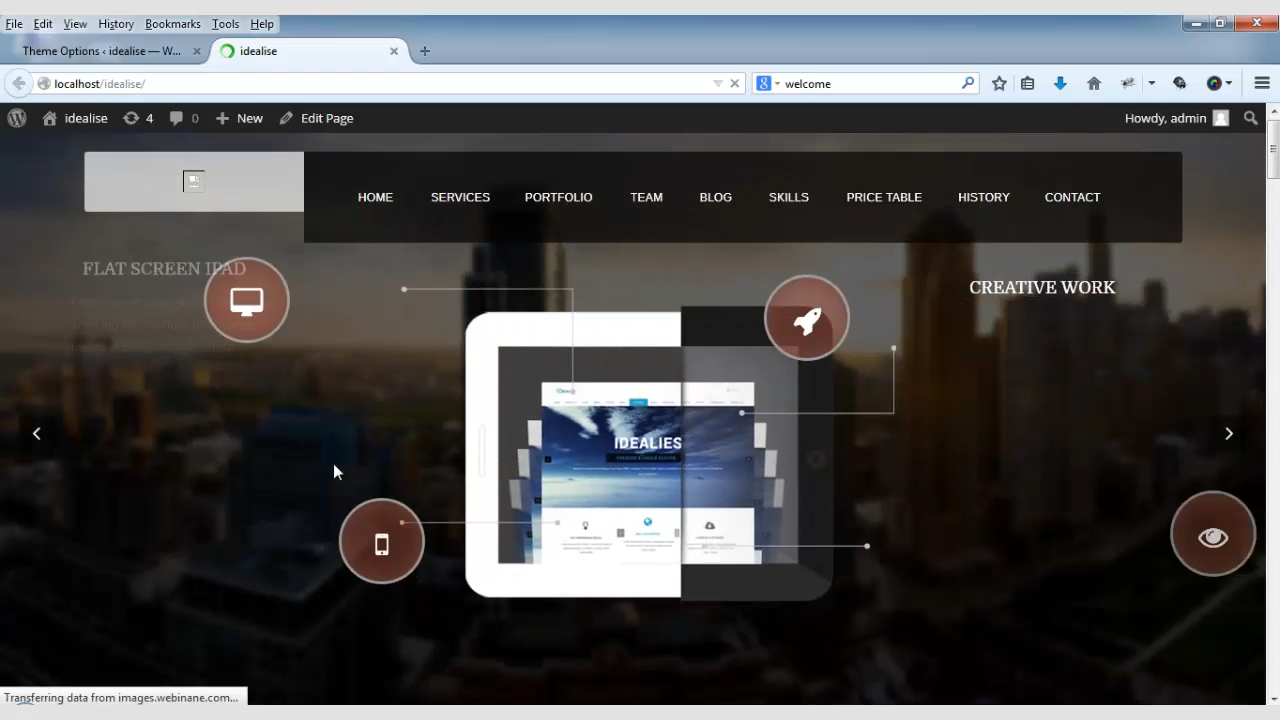 File Edit View History Bookmarks Tools Help
Theme Options ‹ idealise — W...
idealise
localhost/idealise/
welcome
idealise 4 0 New Edit Page
Howdy, admin
HOME SERVICES PORTFOLIO TEAM BLOG SKILLS PRICE TABLE HISTORY CONTACT
FLAT SCREEN IPAD
CREATIVE WORK
IDEALIES
Transferring data from images.webinane.com...